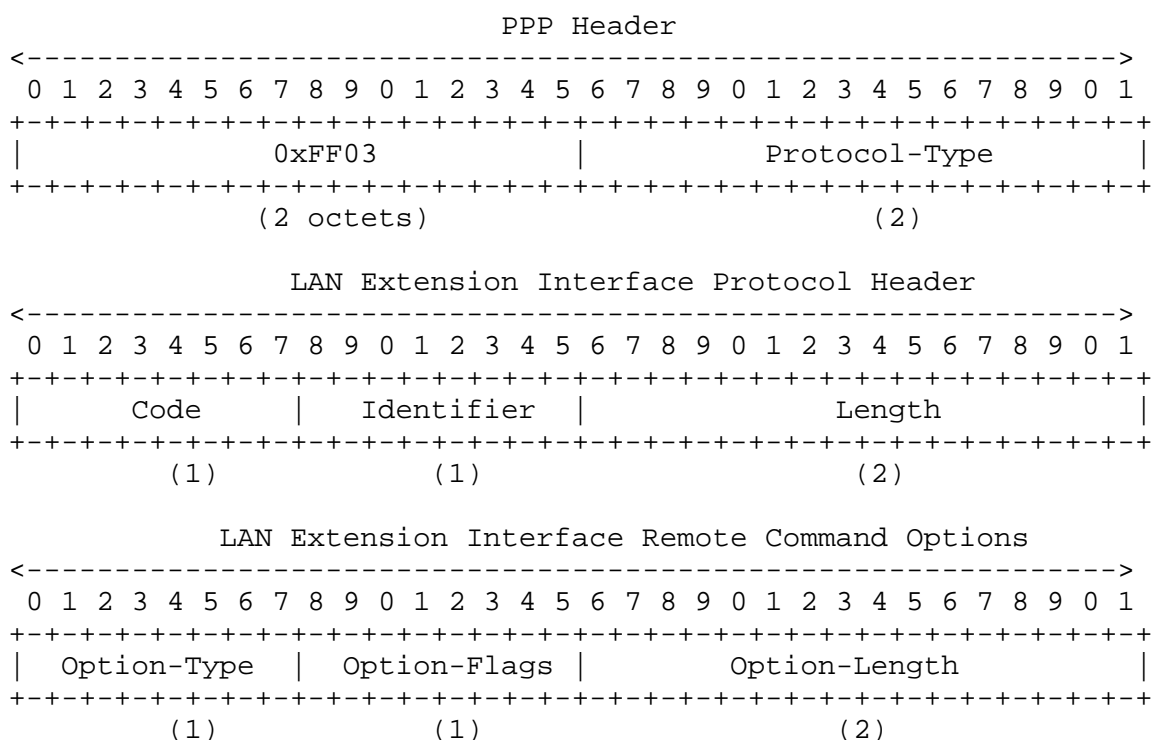 PPP Header
<-------------------------------------------------------------->
 0 1 2 3 4 5 6 7 8 9 0 1 2 3 4 5 6 7 8 9 0 1 2 3 4 5 6 7 8 9 0 1
+-+-+-+-+-+-+-+-+-+-+-+-+-+-+-+-+-+-+-+-+-+-+-+-+-+-+-+-+-+-+-+-+
|              0xFF03           |          Protocol-Type        |
+-+-+-+-+-+-+-+-+-+-+-+-+-+-+-+-+-+-+-+-+-+-+-+-+-+-+-+-+-+-+-+-+
              (2 octets)                         (2)

                LAN Extension Interface Protocol Header
<-------------------------------------------------------------->
 0 1 2 3 4 5 6 7 8 9 0 1 2 3 4 5 6 7 8 9 0 1 2 3 4 5 6 7 8 9 0 1
+-+-+-+-+-+-+-+-+-+-+-+-+-+-+-+-+-+-+-+-+-+-+-+-+-+-+-+-+-+-+-+-+
|      Code     |   Identifier  |              Length           |
+-+-+-+-+-+-+-+-+-+-+-+-+-+-+-+-+-+-+-+-+-+-+-+-+-+-+-+-+-+-+-+-+
         (1)            (1)                     (2)

            LAN Extension Interface Remote Command Options
<-------------------------------------------------------------->
 0 1 2 3 4 5 6 7 8 9 0 1 2 3 4 5 6 7 8 9 0 1 2 3 4 5 6 7 8 9 0 1
+-+-+-+-+-+-+-+-+-+-+-+-+-+-+-+-+-+-+-+-+-+-+-+-+-+-+-+-+-+-+-+-+
|  Option-Type  |  Option-Flags |        Option-Length          |
+-+-+-+-+-+-+-+-+-+-+-+-+-+-+-+-+-+-+-+-+-+-+-+-+-+-+-+-+-+-+-+-+
         (1)            (1)                    (2)